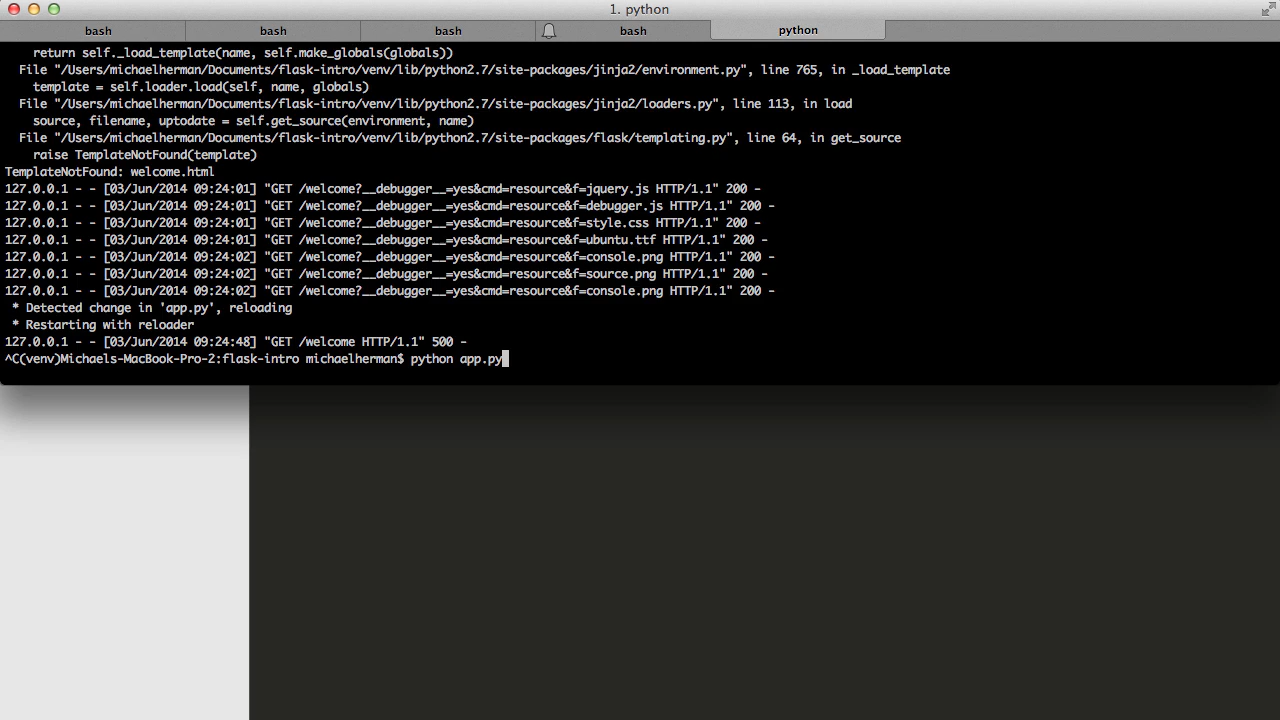 1. python
bash bash bash bash python
return self._load_template(name, self.make_globals(globals))
File "/Users/michaelherman/Documents/flask-intro/venv/lib/python2.7/site-packages/jinja2/environment.py", line 765, in _load_template
template = self.loader.load(self, name, globals)
File "/Users/michaelherman/Documents/flask-intro/venv/lib/python2.7/site-packages/jinja2/loaders.py", line 113, in load
source, filename, uptodate = self.get_source(environment, name)
File "/Users/michaelherman/Documents/flask-intro/venv/lib/python2.7/site-packages/flask/templating.py", line 64, in get_source
raise TemplateNotFound(template)
TemplateNotFound: welcome.html
127.0.0.1 - - [03/Jun/2014 09:24:01] "GET /welcome?__debugger__=yes&cmd=resource&f=jquery.js HTTP/1.1" 200 -
127.0.0.1 - - [03/Jun/2014 09:24:01] "GET /welcome?__debugger__=yes&cmd=resource&f=debugger.js HTTP/1.1" 200 -
127.0.0.1 - - [03/Jun/2014 09:24:01] "GET /welcome?__debugger__=yes&cmd=resource&f=style.css HTTP/1.1" 200 -
127.0.0.1 - - [03/Jun/2014 09:24:01] "GET /welcome?__debugger__=yes&cmd=resource&f=ubuntu.ttf HTTP/1.1" 200 -
127.0.0.1 - - [03/Jun/2014 09:24:02] "GET /welcome?__debugger__=yes&cmd=resource&f=console.png HTTP/1.1" 200 -
127.0.0.1 - - [03/Jun/2014 09:24:02] "GET /welcome?__debugger__=yes&cmd=resource&f=source.png HTTP/1.1" 200 -
127.0.0.1 - - [03/Jun/2014 09:24:02] "GET /welcome?__debugger__=yes&cmd=resource&f=console.png HTTP/1.1" 200 -
* Detected change in 'app.py', reloading
* Restarting with reloader
127.0.0.1 - - [03/Jun/2014 09:24:48] "GET /welcome HTTP/1.1" 500 -
^C(venv)Michaels-MacBook-Pro-2:flask-intro michaelherman$ python app.py